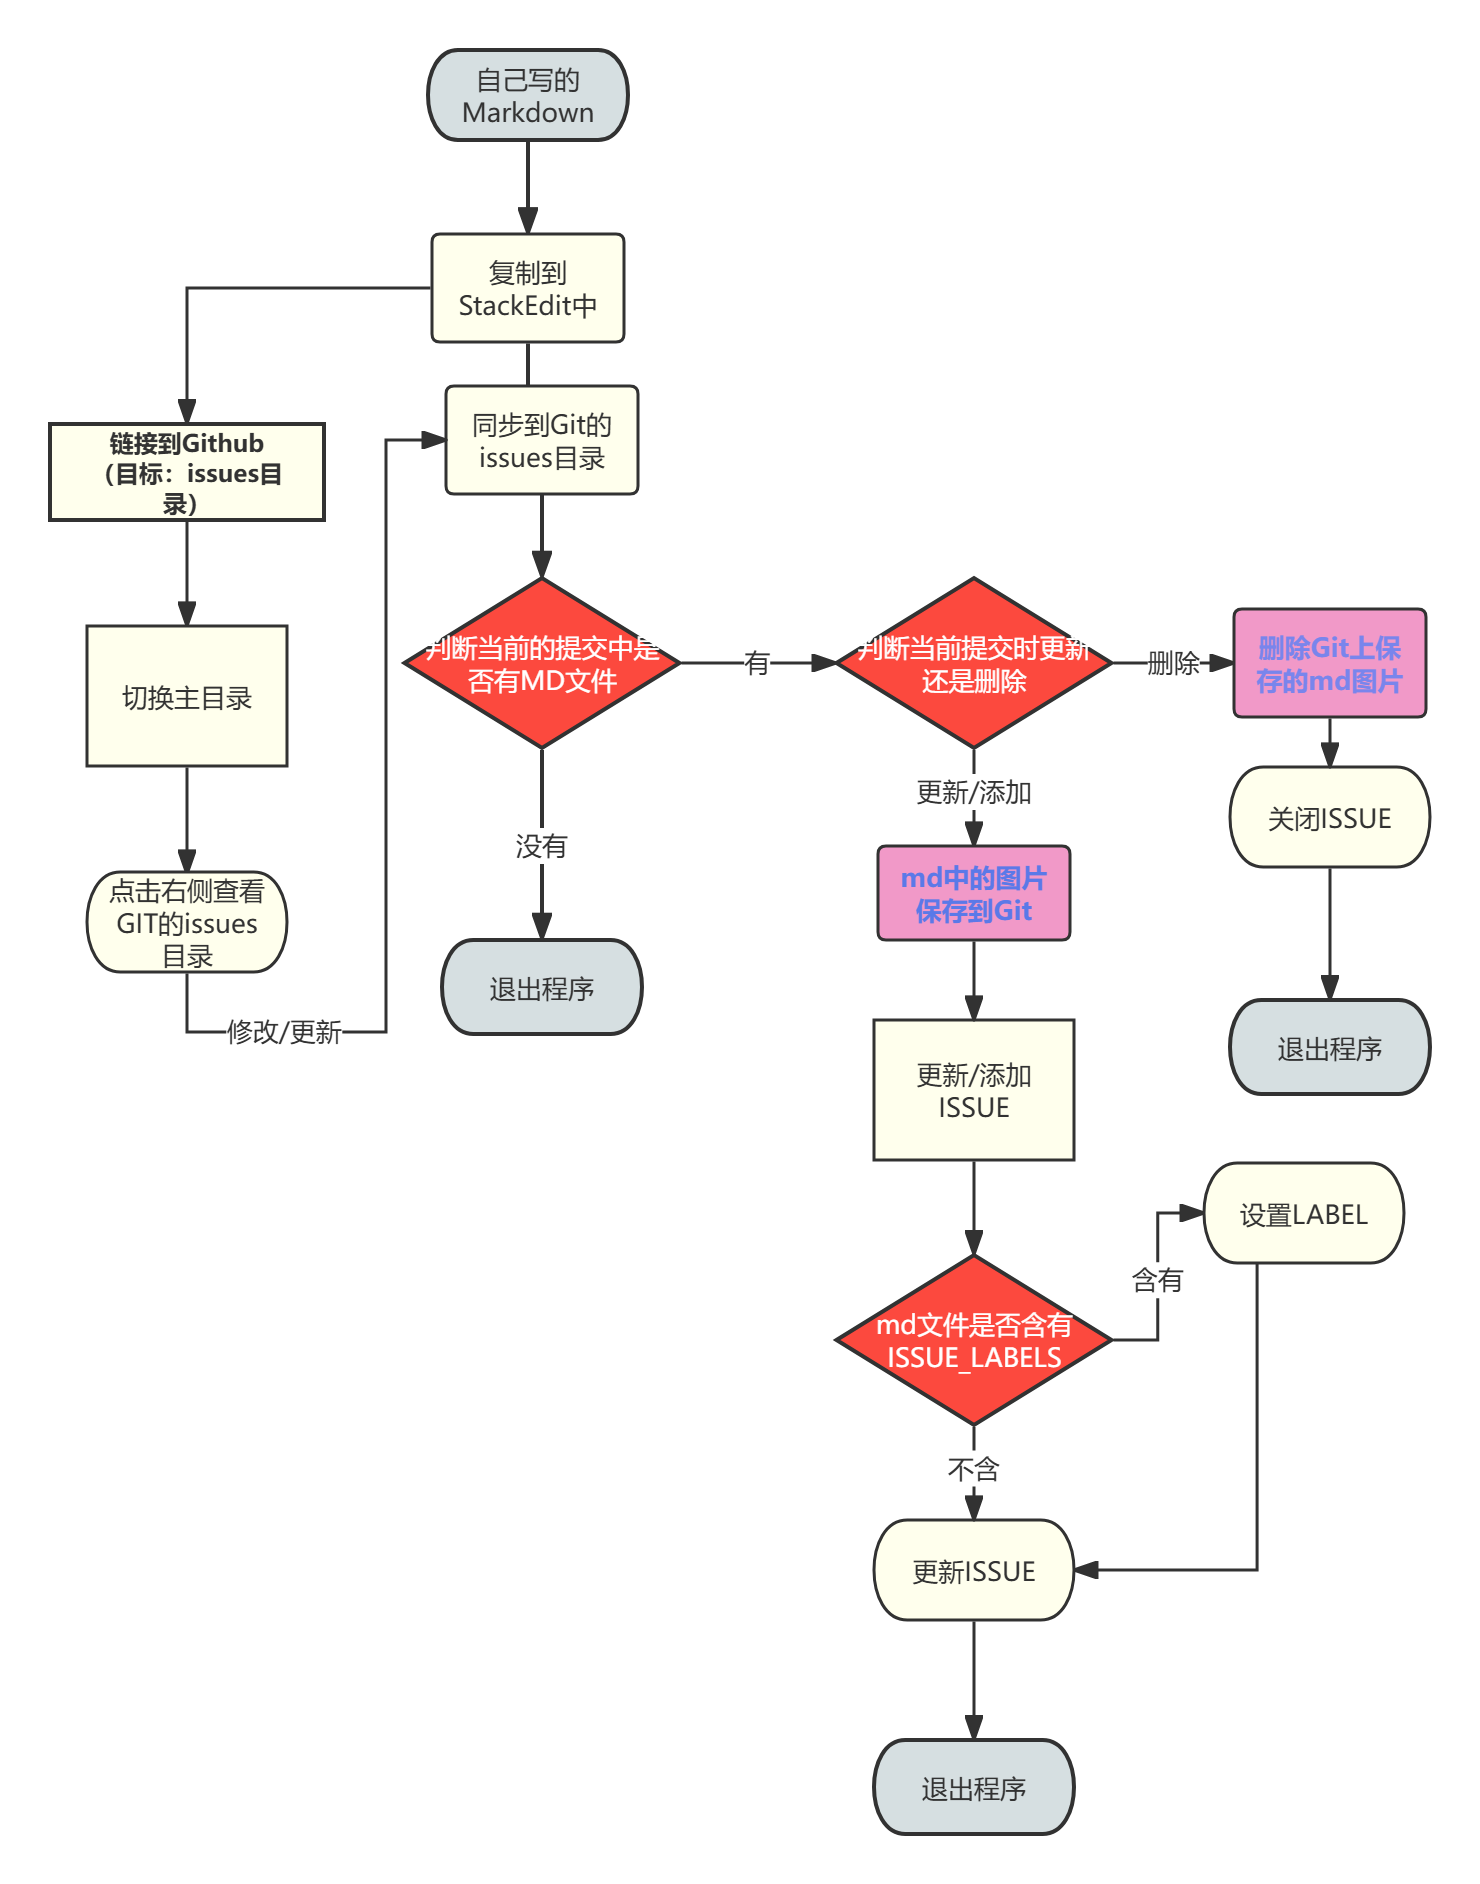 自己写的
Markdown
复制到
StackEdit中
链接到Github
（目标：issues目
录）
同步到Git的
issues目录
切换主目录
点击右侧查看
GIT的issues
目录
修改/更新
判断当前的提交中是
否有MD文件
有
没有
退出程序
判断当前提交时更新
还是删除
删除
删除Git上保
存的md图片
关闭ISSUE
退出程序
更新/添加
md中的图片
保存到Git
更新/添加
ISSUE
md文件是否含有
ISSUE_LABELS
含有
设置LABEL
不含
更新ISSUE
退出程序